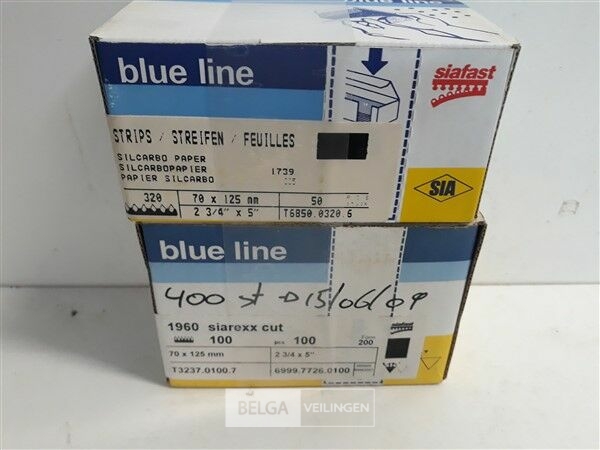 blue line
siafast
STRIPS / STREIFEN / FEUILLES
SILCARBO PAPER
SILCARBOPAPIER
PAPIER SILCARBO
1739
320
70 x 125 mm
50
2 3/4" x 5"
T6850.0320.6
SIA
blue line
400 st
15/06/09
1960 siarexx cut
100
pcs 100
200
70 x 125 mm
2 3/4 x 5"
T3237.0100.7
6999.7726.0100
BELGA VEILINGEN